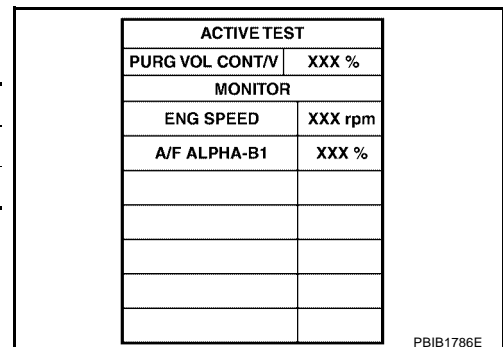 ACTIVE TEST
PURG VOL CONT/V XXX %
MONITOR
ENG SPEED XXX rpm
A/F ALPHA-B1 XXX %
PBIB1786E